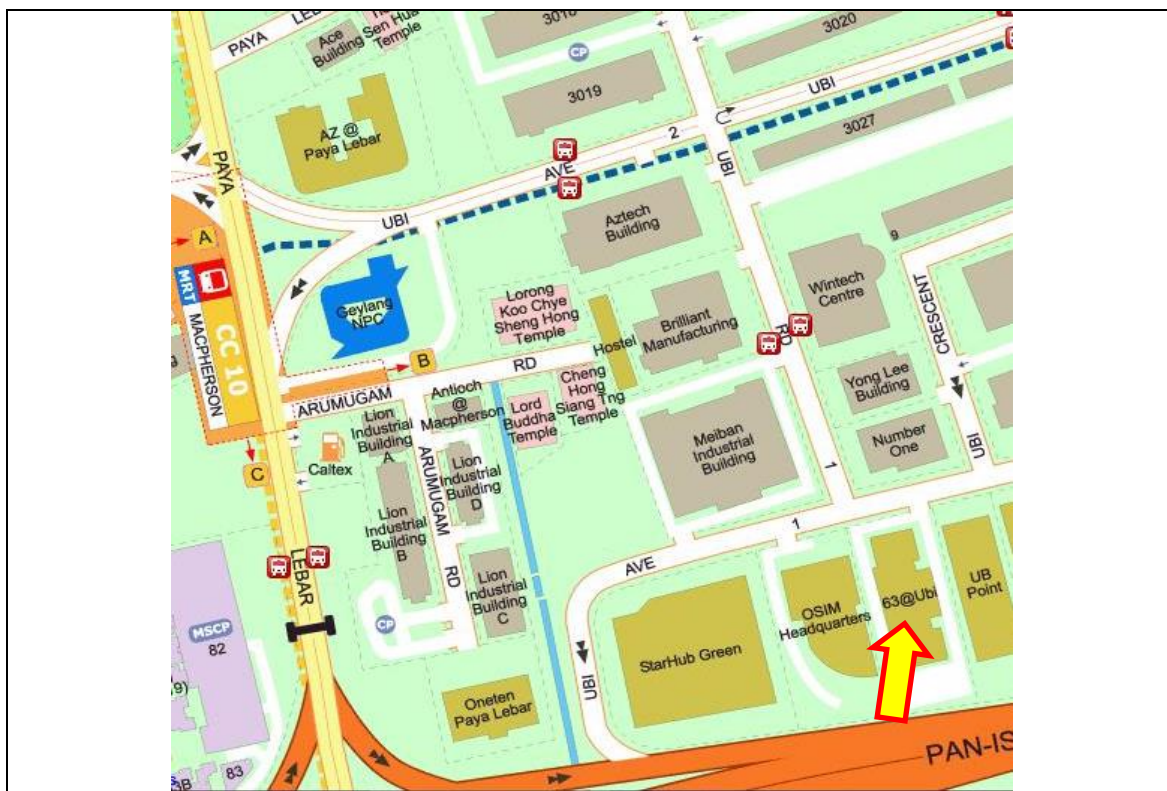 PAYA
LEB
Ace
Building
Sen Hua
Temple
3018
CP
3020
3019
UBI
3027
AZ @
Paya Lebar
PAYA
AVE
2
UBI
UBI
Aztech
Building
A
MRT
MACPHERSON
CC 10
Geylang
NPC
Lorong
Koo Chye
Sheng Hong
Temple
9
Wintech
Centre
CRESCENT
Hostel
Brilliant
Manufacturing
RD
B
RD
ARUMUGAM
Antioch
@
Macpherson
Cheng
Hong
Siang Tng
Temple
Yong Lee
Building
Lion
Industrial
Building
A
Lord
Buddha
Temple
Meiban
Industrial
Building
Number
One
UBI
Caltex
C
ARUMUGAM
Lion
Industrial
Building
D
1
Lion
Industrial
Building
B
1
AVE
LEBAR
RD
Lion
Industrial
Building
C
OSIM
Headquarters
63@Ubi
UB
Point
MSCP
82
CP
StarHub Green
UBI
Oneten
Paya Lebar
9)
PAN-IS
83
3B